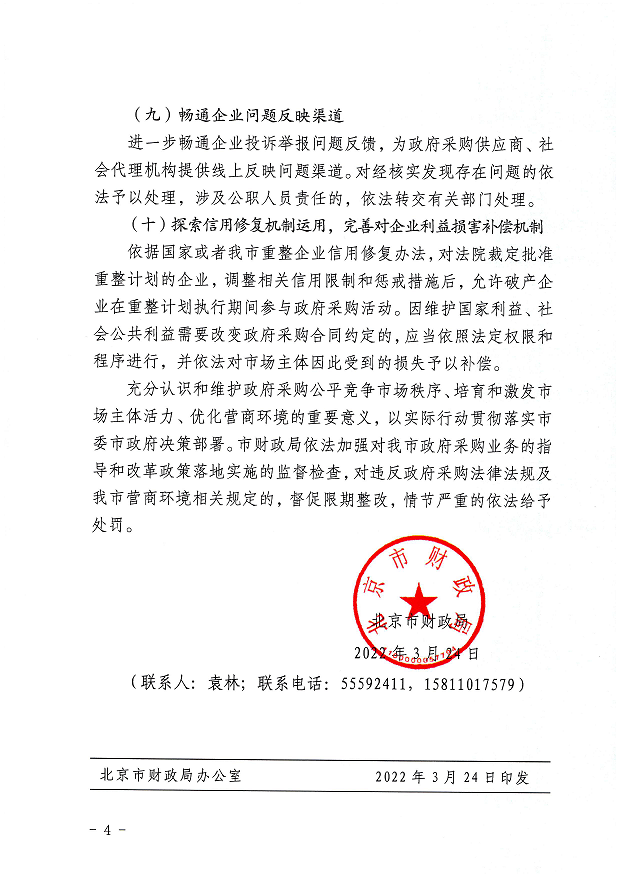 （九）畅通企业问题反映渠道
进一步畅通企业投诉举报问题反馈，为政府采购供应商、社
会代理机构提供线上反映问题渠道。对经核实发现存在问题的依
法予以处理，涉及公职人员责任的，依法转交有关部门处理。
（十）探索信用修复机制运用，完善对企业利益损害补偿机制
依据国家或者我市重整企业信用修复办法，对法院裁定批准
重整计划的企业，调整相关信用限制和惩戒措施后，允许破产企
业在重整计划执行期间参与政府采购活动。因维护国家利益、社
会公共利益需要改变政府采购合同约定的，应当依照法定权限和
程序进行，并依法对市场主体因此受到的损失予以补偿。
充分认识和维护政府采购公平竞争市场秩序、培育和激发市
场主体活力、优化营商环境的重要意义，以实际行动贯彻落实市
委市政府决策部署。市财政局依法加强对我市政府采购业务的指
导和改革政策落地实施的监督检查，对违反政府采购法律法规及
我市营商环境相关规定的，督促限期整改，情节严重的依法给予
处罚。
北京市财政局
北京市财政局
2022年3月24日
（联系人：袁林；联系电话：55592411，15811017579）
北京市财政局办公室 2022年3月24日印发
- 4 -